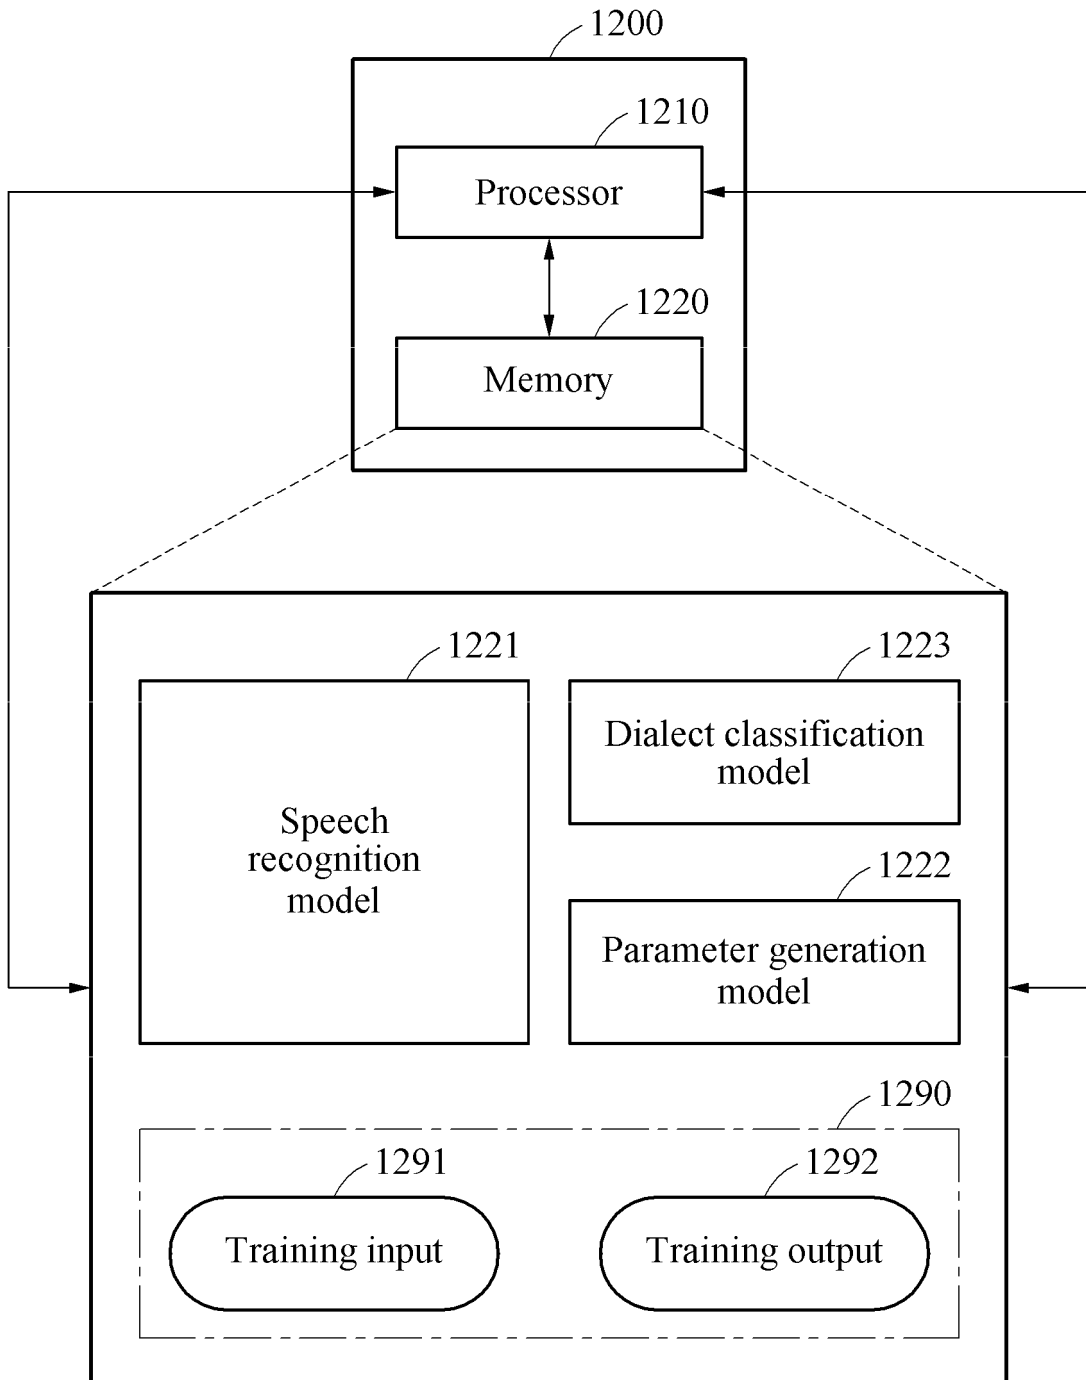 1200
1210
Processor
1220
Memory
1221
1223
Dialect classification
model
Speech
recognition
model
1222
Parameter generation
model
1290
1291
1292
Training input
Training output